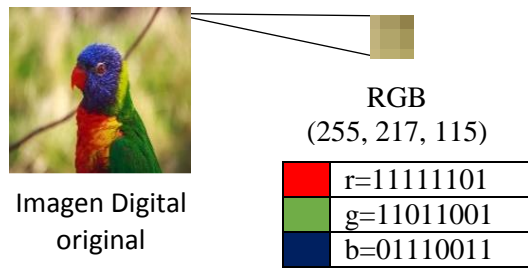 RGB
(255, 217, 115)
r=11111101
g=11011001
b=01110011
Imagen Digital
original